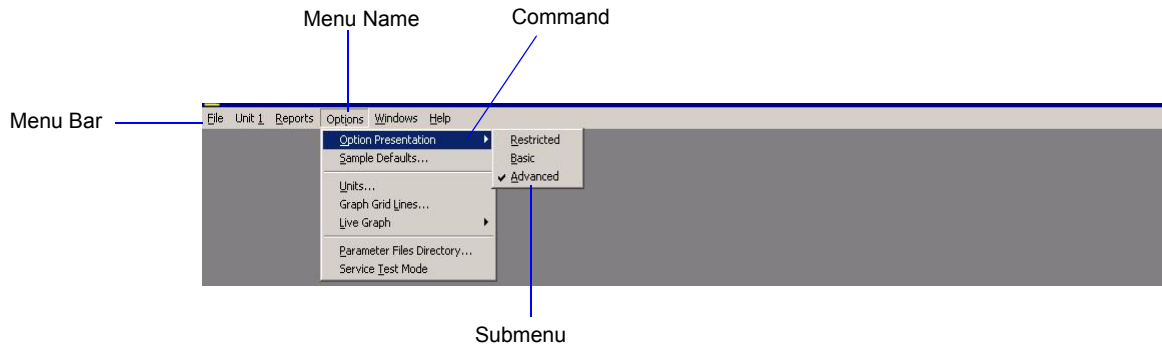 Menu Name
Command
Menu Bar
File Unit 1 Reports Options Windows Help
Option Presentation
Restricted
Sample Defaults...
Basic
Advanced
Units...
Graph Grid Lines...
Live Graph
Parameter Files Directory...
Service Test Mode
Submenu